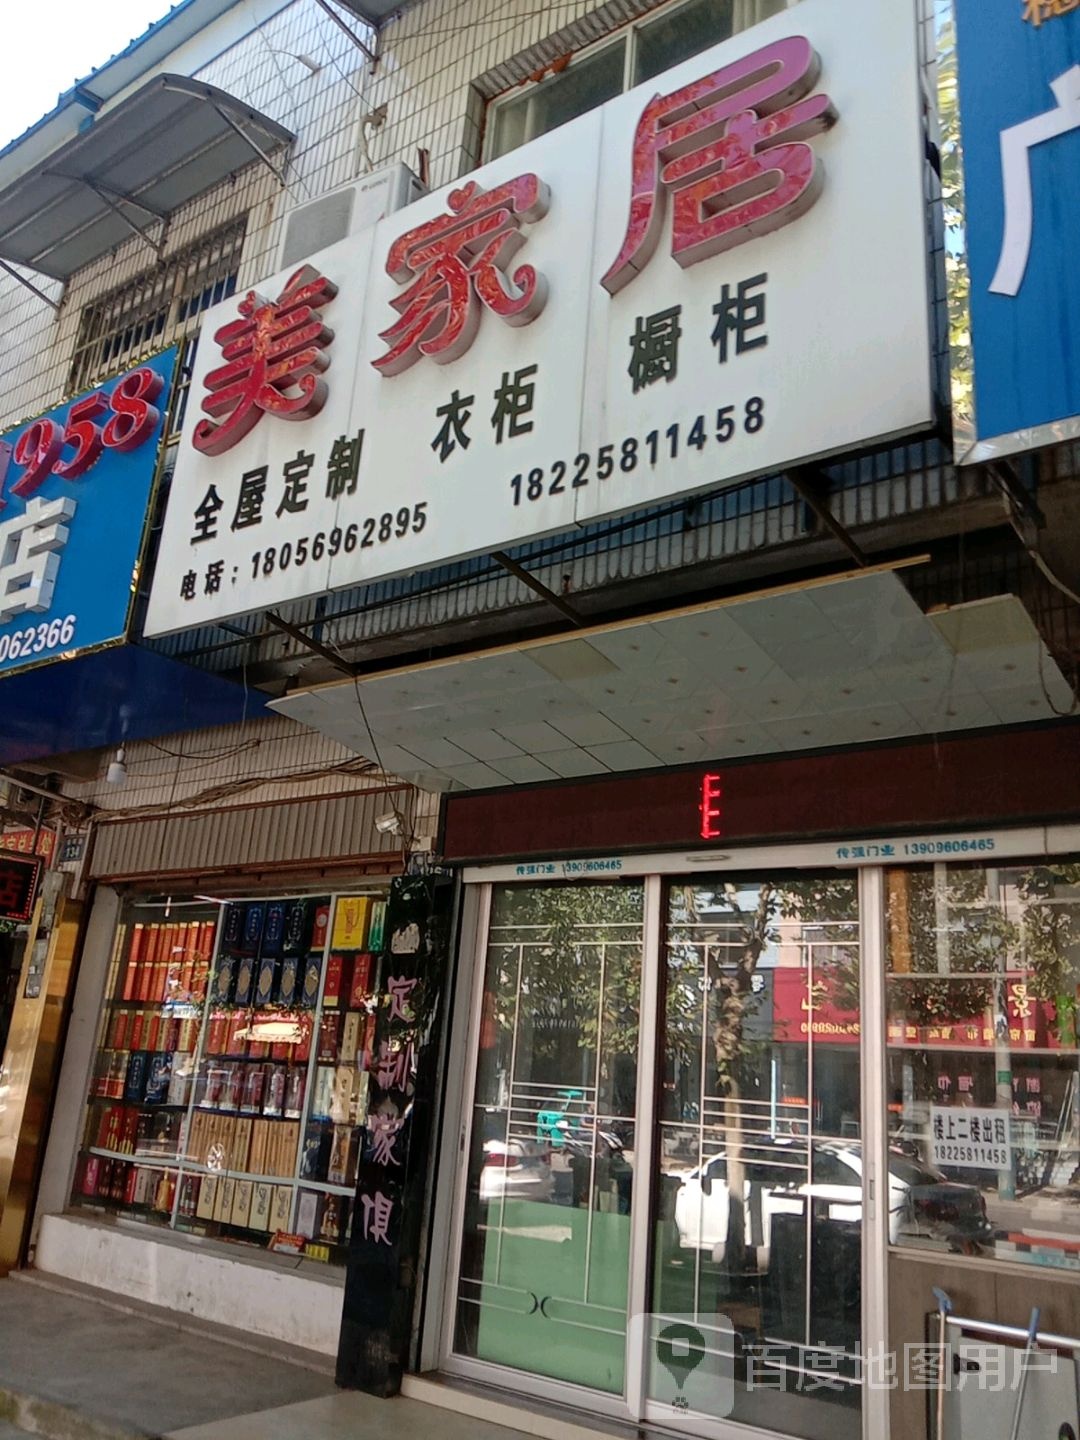 美家居
全屋定制 衣柜 橱柜
电话：18056962895 18225811458
958
店
062366
广
传强门业 13909606465
传强门业 13909606465
定制家俱
楼上二楼出租
18225811458
百度地图用户